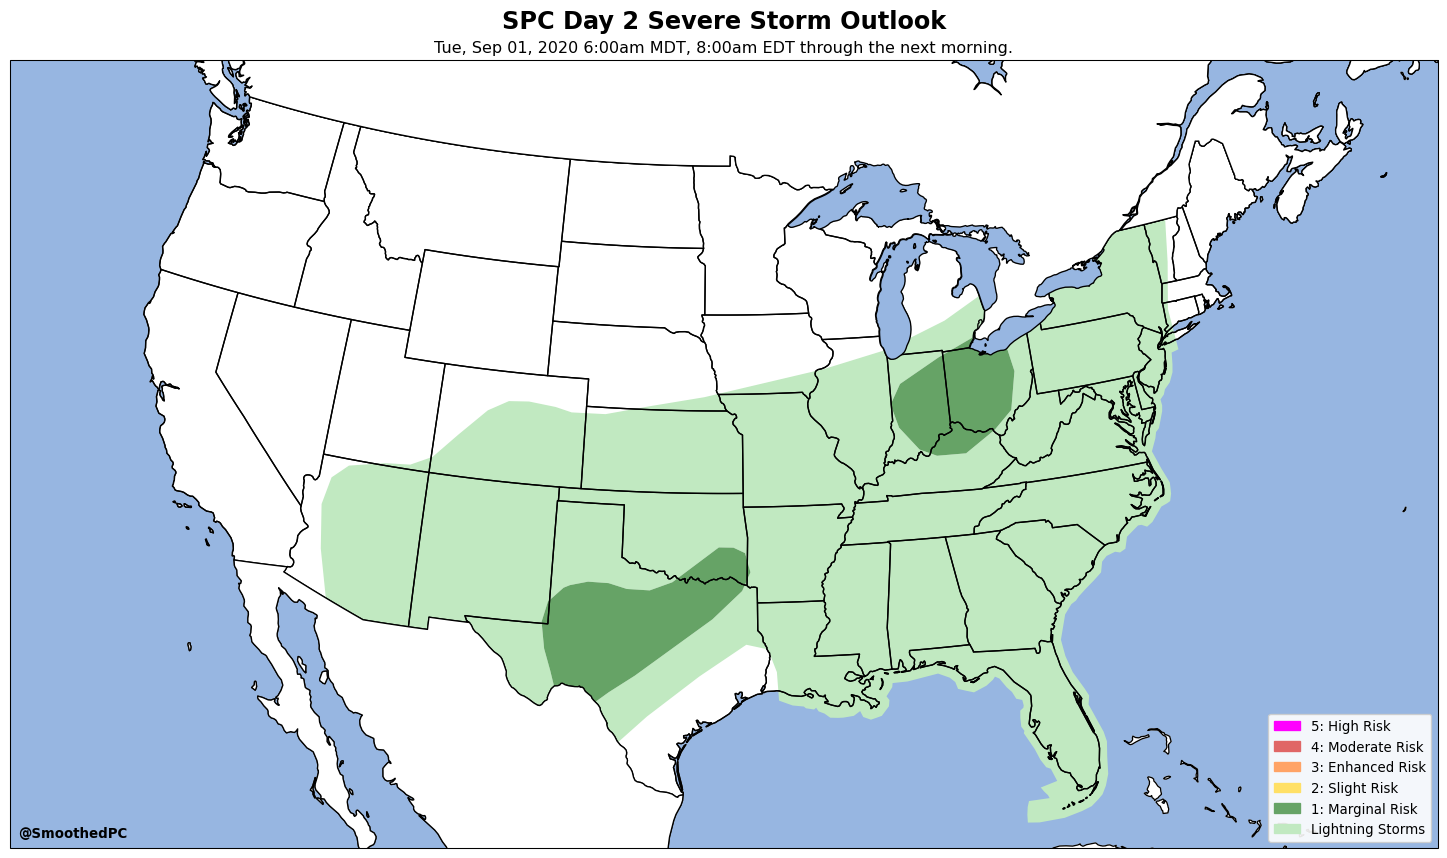 SPC Day 2 Severe Storm Outlook
Tue, Sep 01, 2020 6:00am MDT, 8:00am EDT through the next morning.
5: High Risk
4: Moderate Risk
3: Enhanced Risk
2: Slight Risk
1: Marginal Risk
Lightning Storms
@SmoothedPC